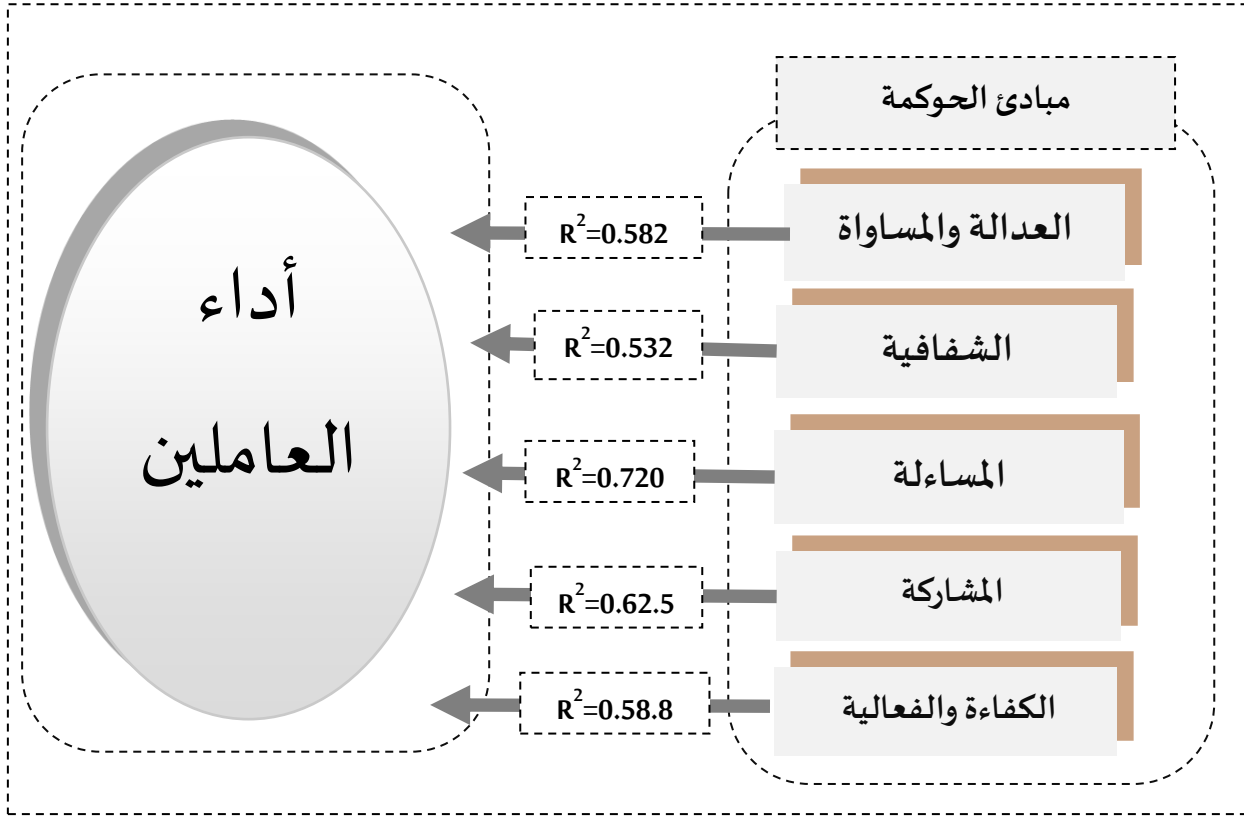 مبادئ الحوكمة
العدالة والمساواة
R²=0.582
الشفافية
R²=0.532
المساءلة
R²=0.720
المشاركة
R²=0.62.5
الكفاءة والفعالية
R²=0.58.8
أداء
العاملين